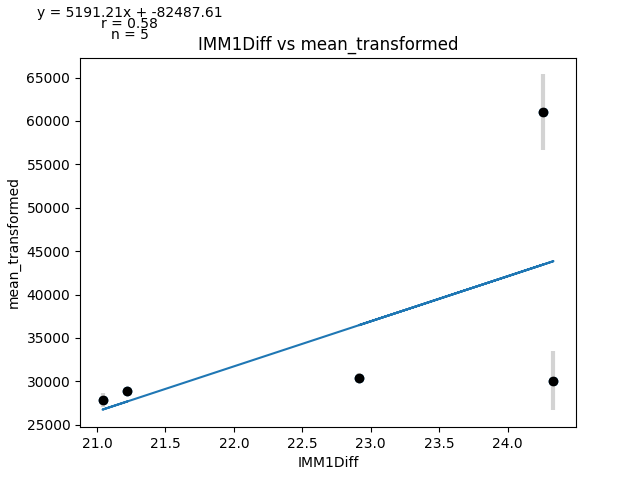 y = 5191.21x + -82487.61
r = 0.58
n = 5
IMM1Diff vs mean_transformed
65000
60000
55000
50000
45000
40000
35000
30000
25000
mean_transformed
21.0 21.5 22.0 22.5 23.0 23.5 24.0
IMM1Diff